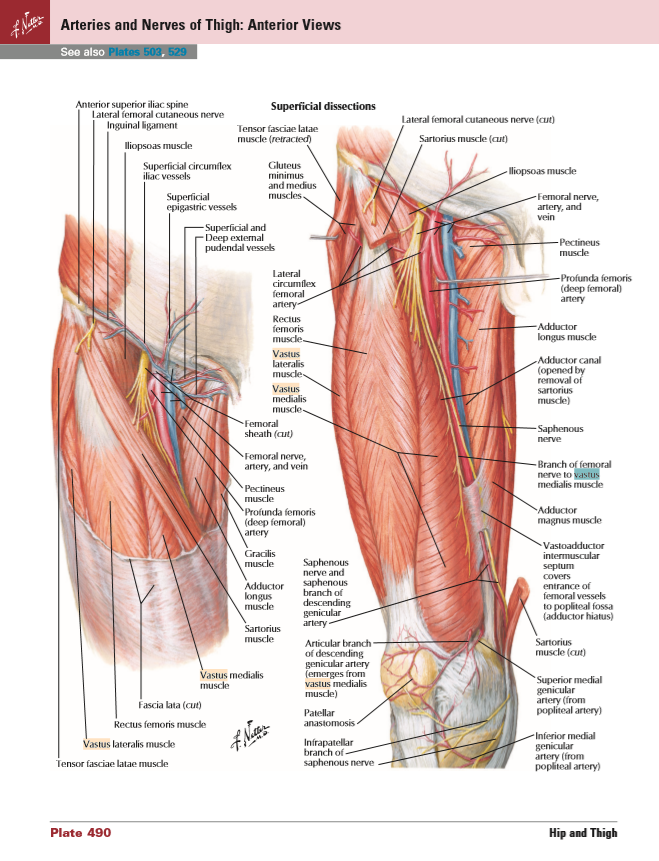 Arteries and Nerves of Thigh: Anterior Views
See also Plates 503, 529
Superficial dissections
Anterior superior iliac spine
Lateral femoral cutaneous nerve
Inguinal ligament
Iliopsoas muscle
Superficial circumflex
iliac vessels
Superficial
epigastric vessels
Superficial and
Deep external
pudendal vessels
Femoral
sheath (cut)
Femoral nerve,
artery, and vein
Pectineus
muscle
Profunda femoris
(deep femoral)
artery
Gracilis
muscle
Adductor
longus
muscle
Sartorius
muscle
Vastus medialis
muscle
Fascia lata (cut)
Rectus femoris muscle
Vastus lateralis muscle
Tensor fasciae latae muscle
F. Netter
M.D.
Tensor fasciae latae
muscle (retracted)
Gluteus
minimus
and medius
muscles
Lateral
circumflex
femoral
artery
Rectus
femoris
muscle
Vastus
lateralis
muscle
Vastus
medialis
muscle
Saphenous
nerve and
saphenous
branch of
descending
genicular
artery
Articular branch
of descending
genicular artery
(emerges from
vastus medialis
muscle)
Patellar
anastomosis
Infrapatellar
branch of
saphenous nerve
Lateral femoral cutaneous nerve (cut)
Sartorius muscle (cut)
Iliopsoas muscle
Femoral nerve,
artery, and
vein
Pectineus
muscle
Profunda femoris
(deep femoral)
artery
Adductor
longus muscle
Adductor canal
(opened by
removal of
sartorius
muscle)
Saphenous
nerve
Branch of femoral
nerve to vastus
medialis muscle
Adductor
magnus muscle
Vastoadductor
intermuscular
septum
covers
entrance of
femoral vessels
to popliteal fossa
(adductor hiatus)
Sartorius
muscle (cut)
Superior medial
genicular
artery (from
popliteal artery)
Inferior medial
genicular
artery (from
popliteal artery)
Plate 490
Hip and Thigh